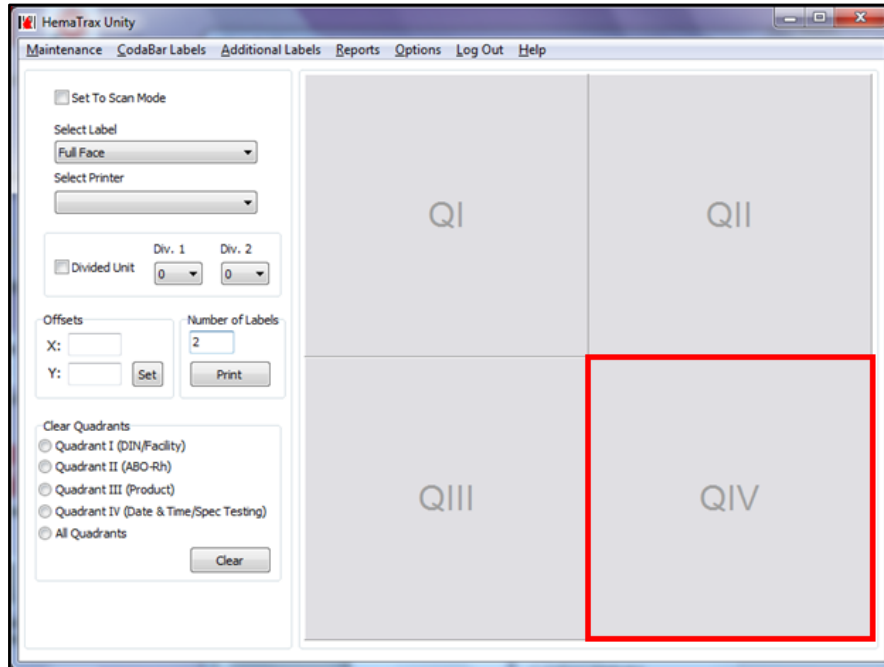 HemaTrax Unity
Maintenance CodaBar Labels Additional Labels Reports Options Log Out Help
Set To Scan Mode
Select Label
Full Face
Select Printer
Div. 1 Div. 2
Divided Unit 0 0
Offsets Number of Labels
X: 2
Y: Set Print
Clear Quadrants
Quadrant I (DIN/Facility)
Quadrant II (ABO-Rh)
Quadrant III (Product)
Quadrant IV (Date & Time/Spec Testing)
All Quadrants
Clear
QI QII
QIII QIV